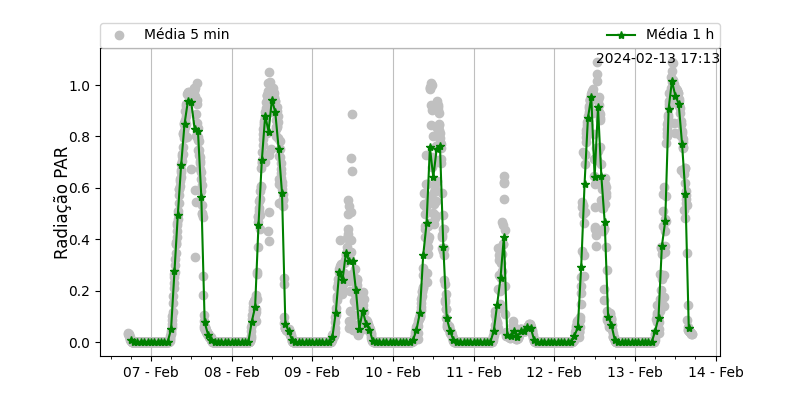 Média 5 min
Média 1 h
2024-02-13 17:13
Radiação PAR
1.0
0.8
0.6
0.4
0.2
0.0
07 - Feb
08 - Feb
09 - Feb
10 - Feb
11 - Feb
12 - Feb
13 - Feb
14 - Feb